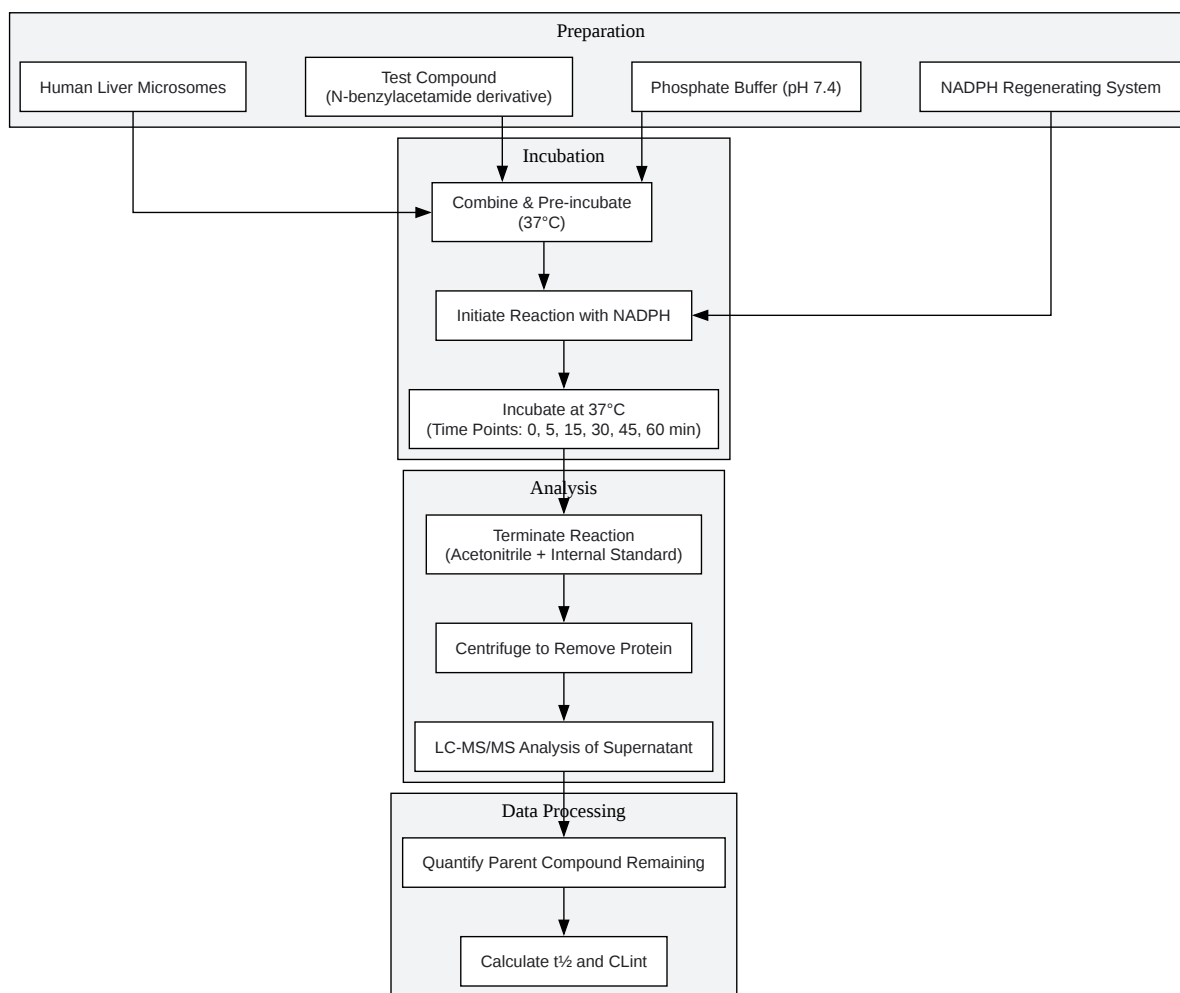 Preparation
Human Liver Microsomes
Test Compound
(N-benzylacetamide derivative)
Phosphate Buffer (pH 7.4)
NADPH Regenerating System
Incubation
Combine & Pre-incubate
(37°C)
Initiate Reaction with NADPH
Incubate at 37°C
(Time Points: 0, 5, 15, 30, 45, 60 min)
Analysis
Terminate Reaction
(Acetonitrile + Internal Standard)
Centrifuge to Remove Protein
LC-MS/MS Analysis of Supernatant
Data Processing
Quantify Parent Compound Remaining
Calculate t½ and CLint